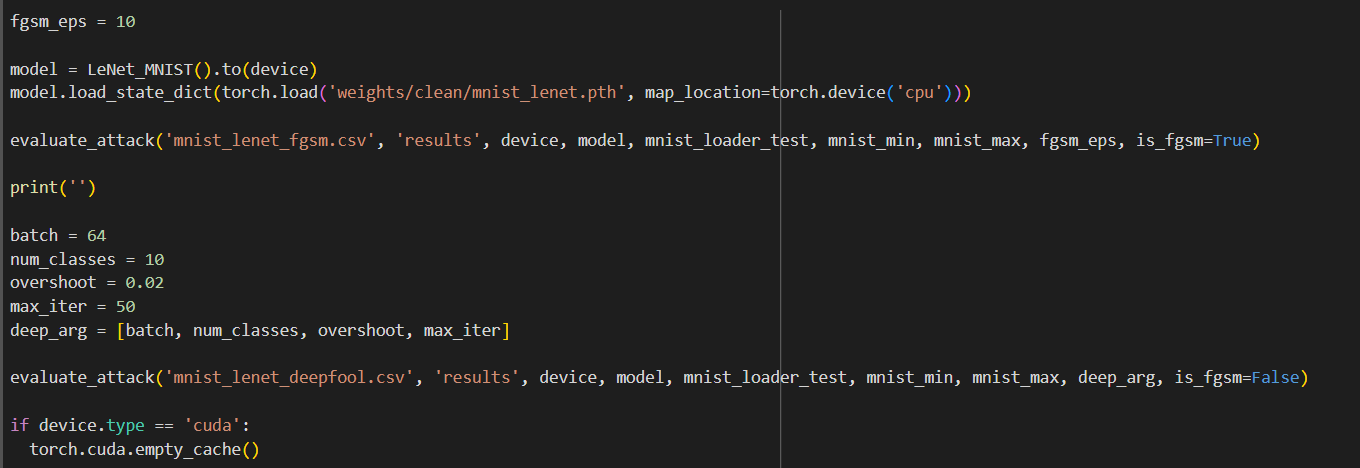 fgsm_eps = 10
model = LeNet_MNIST().to(device)
model.load_state_dict(torch.load('weights/clean/mnist_lenet.pth', map_location=torch.device('cpu')))
evaluate_attack('mnist_lenet_fgsm.csv', 'results', device, model, mnist_loader_test, mnist_min, mnist_max, fgsm_eps, is_fgsm=True)
print('')
batch = 64
num_classes = 10
overshoot = 0.02
max_iter = 50
deep_arg = [batch, num_classes, overshoot, max_iter]
evaluate_attack('mnist_lenet_deepfool.csv', 'results', device, model, mnist_loader_test, mnist_min, mnist_max, deep_arg, is_fgsm=False)
if device.type == 'cuda':
  torch.cuda.empty_cache()